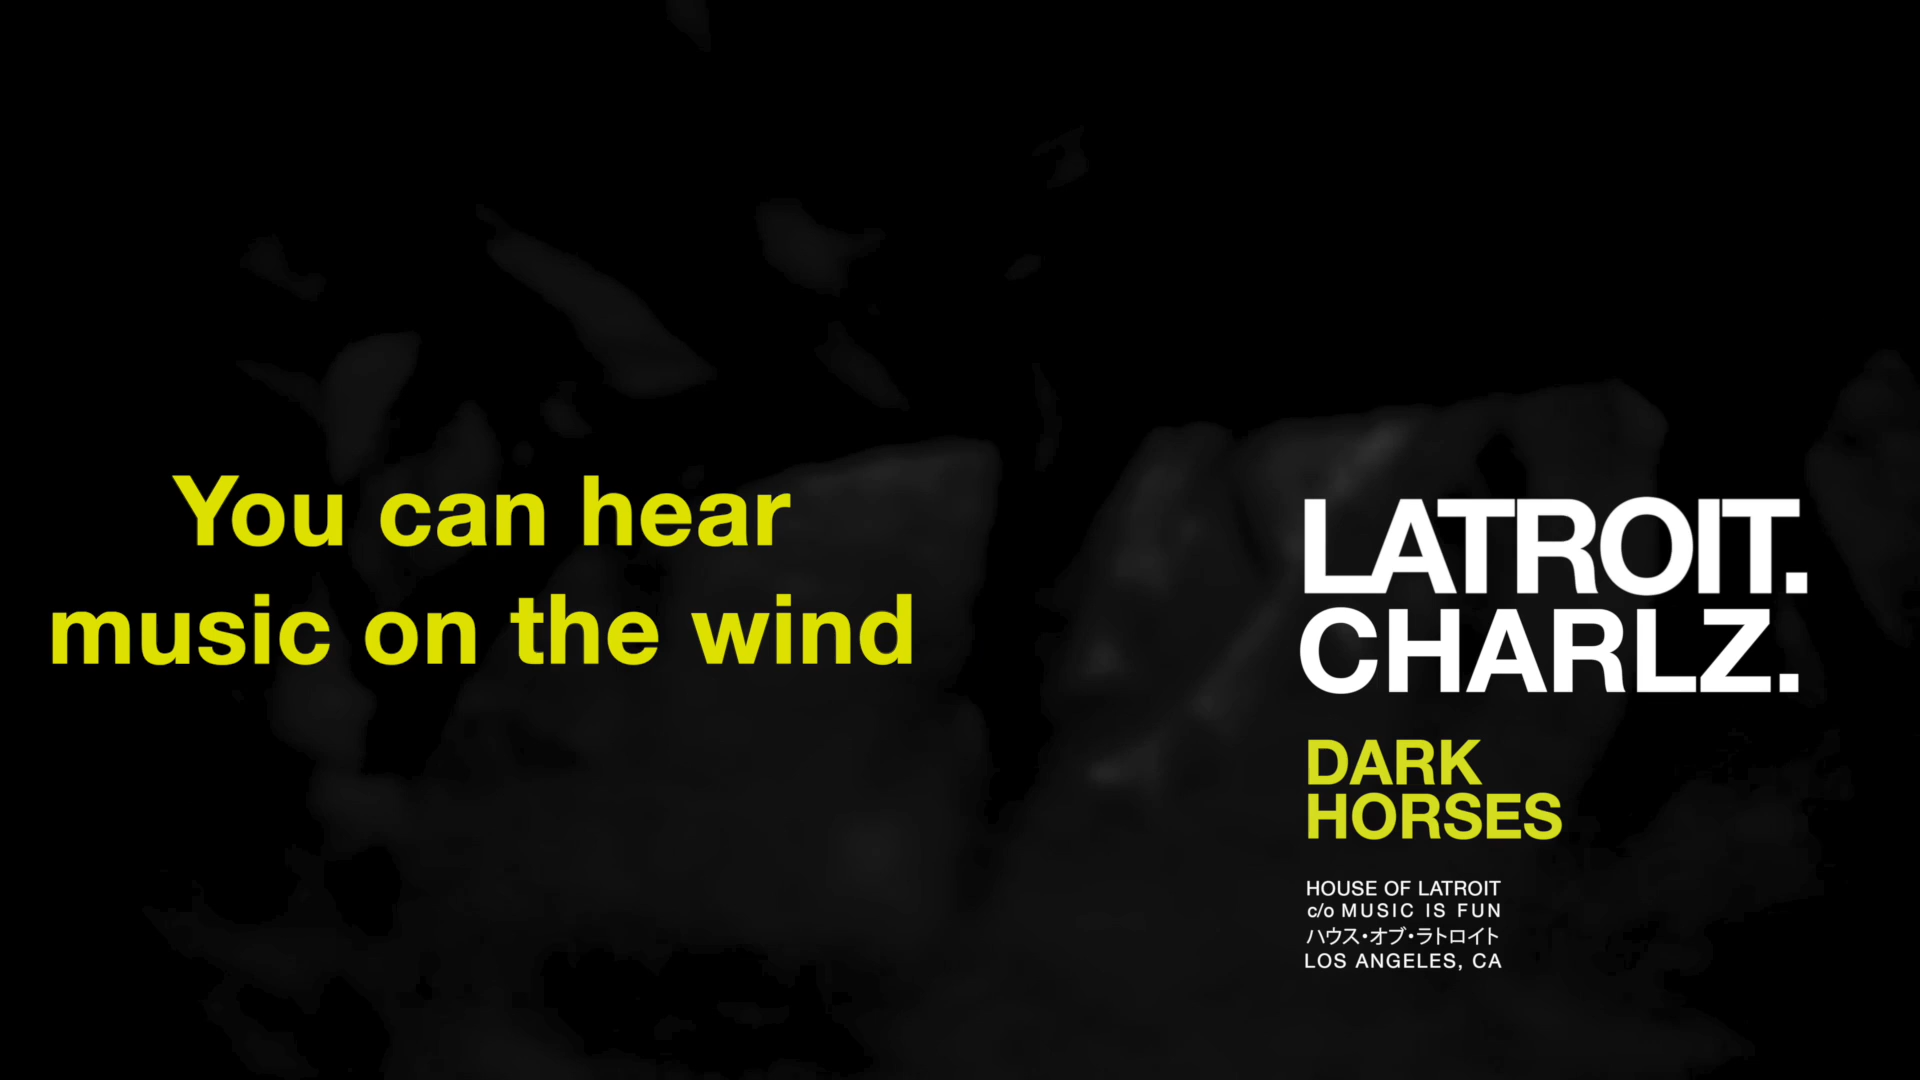 You can hear
music on the wind
LATROIT.
CHARLZ.
DARK
HORSES
HOUSE OF LATROIT
c/o MUSIC IS FUN
ハウス・オブ・ラトロイト
LOS ANGELES, CA